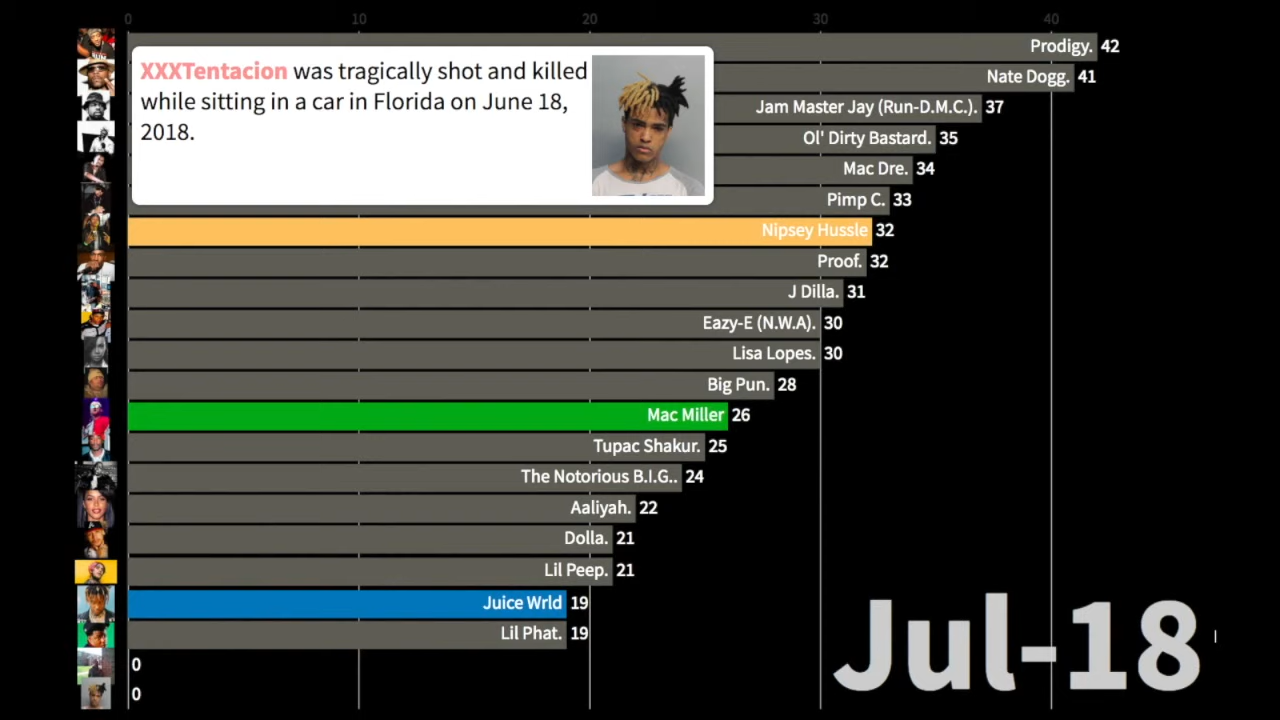 0 10 20 30 40
Prodigy. 42
XXXTentacion was tragically shot and killed
while sitting in a car in Florida on June 18,
2018.
Nate Dogg. 41
Jam Master Jay (Run-D.M.C.). 37
Ol' Dirty Bastard. 35
Mac Dre. 34
Pimp C. 33
Nipsey Hussle 32
Proof. 32
J Dilla. 31
Eazy-E (N.W.A). 30
Lisa Lopes. 30
Big Pun. 28
Mac Miller 26
Tupac Shakur. 25
The Notorious B.I.G.. 24
Aaliyah. 22
Dolla. 21
Lil Peep. 21
Juice Wrld 19
Lil Phat. 19
0
0
Jul-18